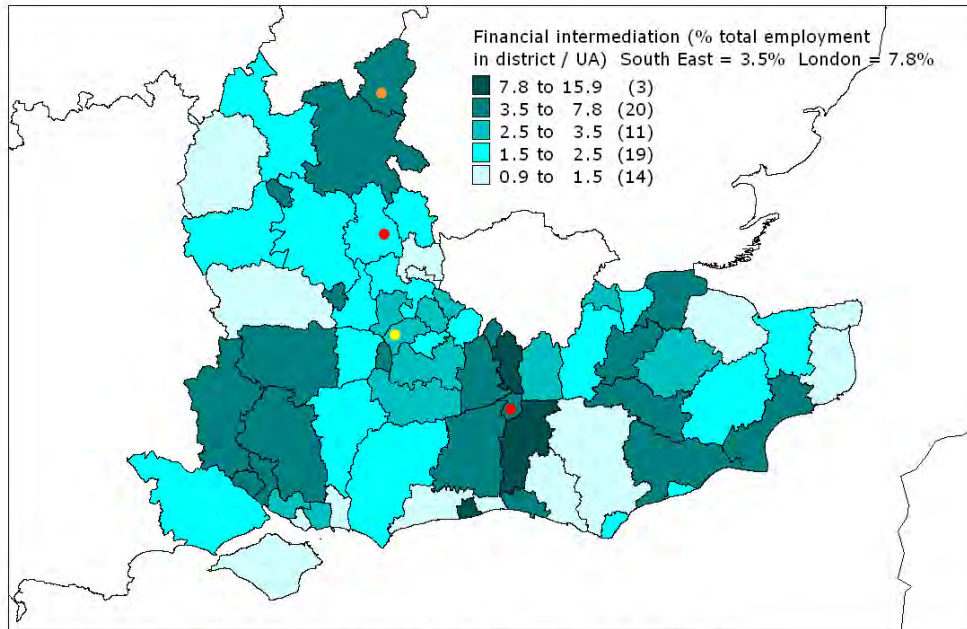 Financial intermediation (% total employment
in district / UA)  South East = 3.5%  London = 7.8%
7.8 to 15.9 (3)
3.5 to 7.8 (20)
2.5 to 3.5 (11)
1.5 to 2.5 (19)
0.9 to 1.5 (14)